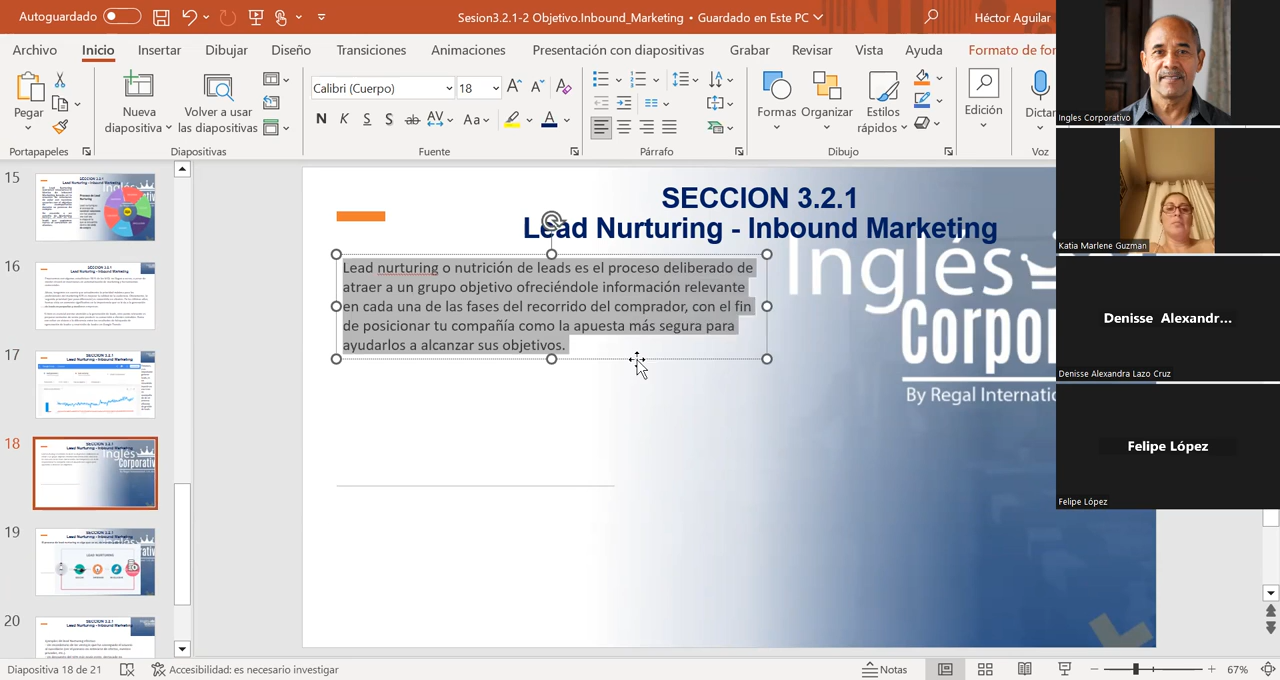 Autoguardado
Sesion3.2.1-2 Objetivo.Inbound_Marketing • Guardado en Este PC
Héctor Aguilar
Archivo Inicio Insertar Dibujar Diseño Transiciones Animaciones Presentación con diapositivas Grabar Revisar Vista Ayuda Formato de for
Pegar
Nueva diapositiva
Volver a usar las diapositivas
Calibri (Cuerpo) 18
N K S S ab AV Aa A
Formas
Organizar
Estilos rápidos
Edición
Dictar
Portapapeles Diapositivas Fuente Párrafo Dibujo Voz
15
16
17
18
19
20
SECCION 3.2.1
Lead Nurturing - Inbound Marketing
Lead nurturing o nutrición de leads es el proceso deliberado de
atraer a un grupo objetivo ofreciéndole información relevante
en cada una de las fases del recorrido del comprador, con el fin
de posicionar tu compañía como la apuesta más segura para
ayudarlos a alcanzar sus objetivos.
Inglés
Corpo
By Regal Internati
Ingles Corporativo
Katia Marlene Guzman
Denisse Alexandr...
Denisse Alexandra Lazo Cruz
Felipe López
Felipe López
Diapositiva 18 de 21
Accesibilidad: es necesario investigar
Notas
67%